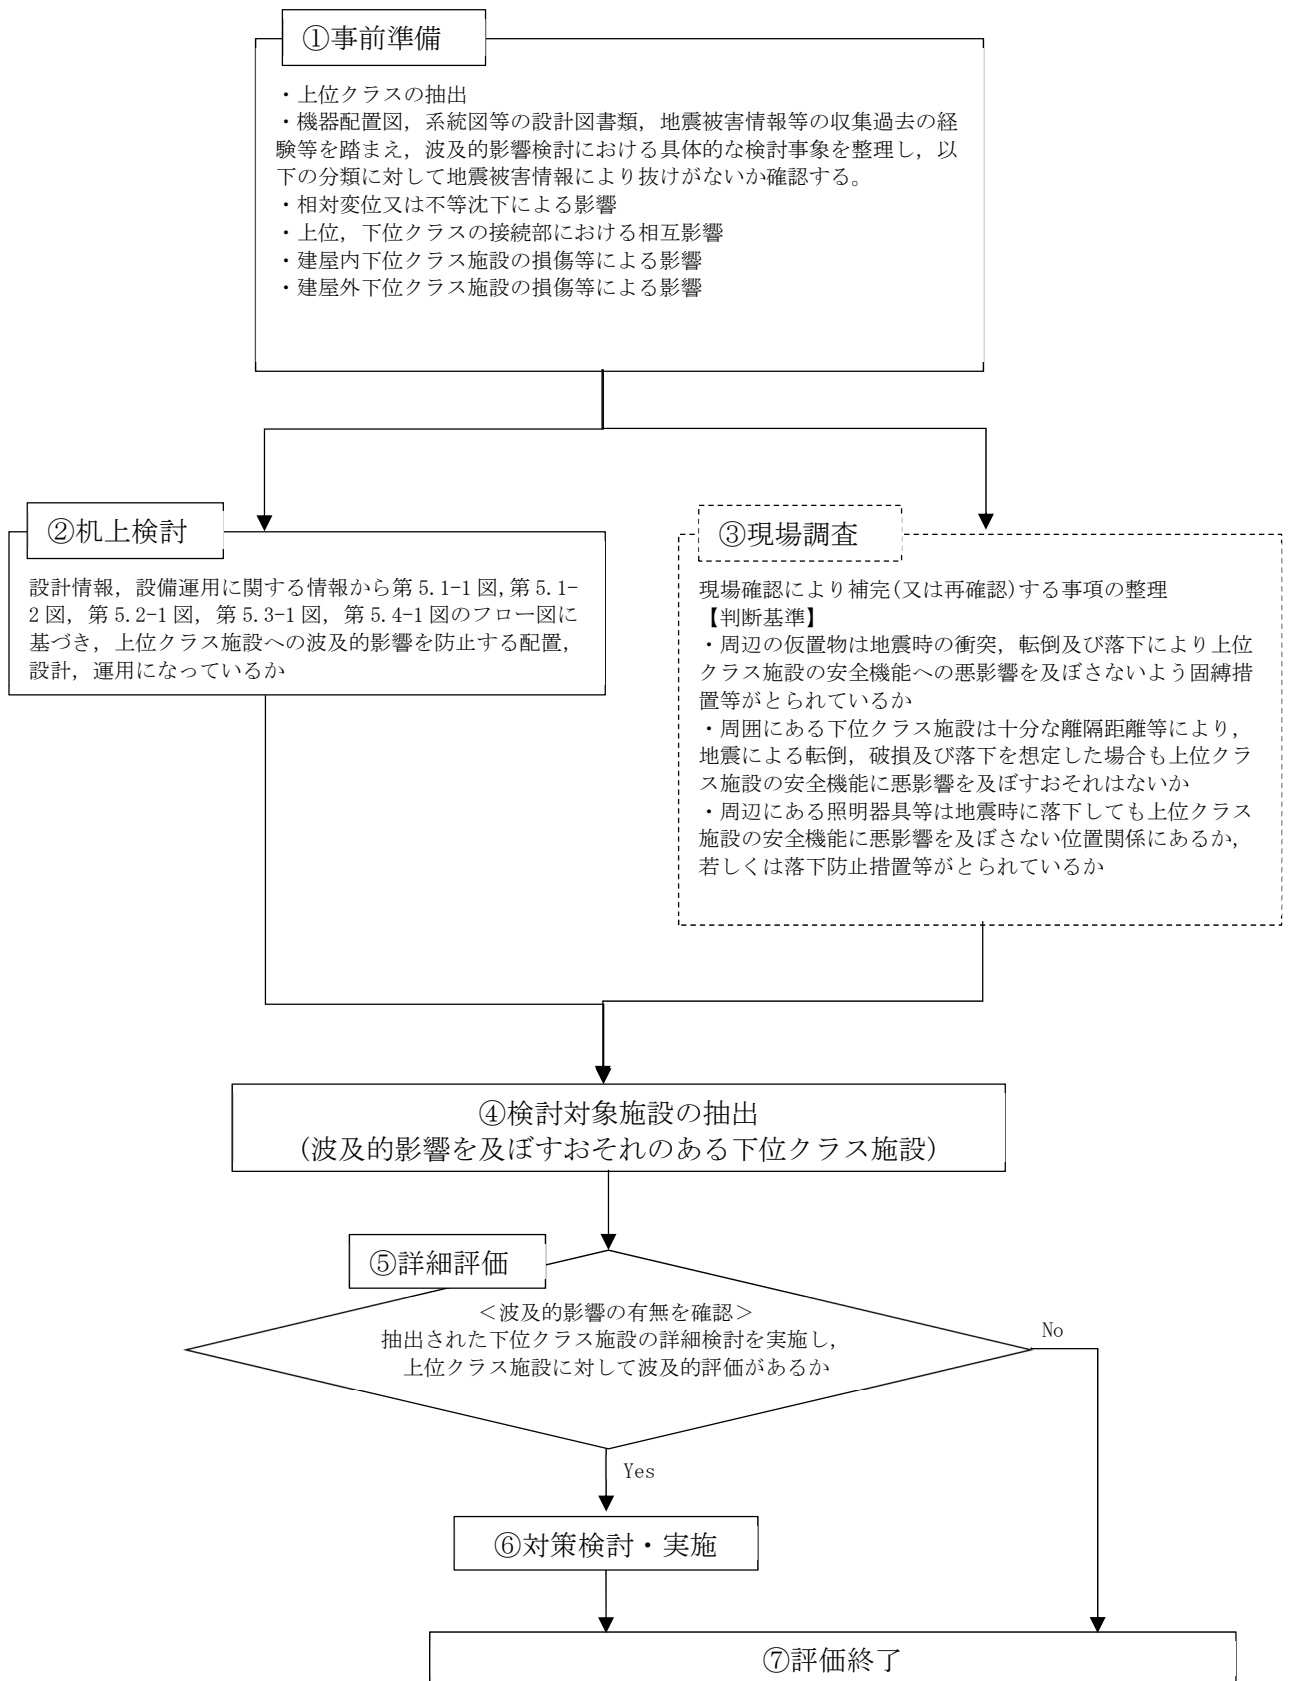 ①事前準備
・上位クラスの抽出
・機器配置図，系統図等の設計図書類，地震被害情報等の収集過去の経
験等を踏まえ，波及的影響検討における具体的な検討事象を整理し，以
下の分類に対して地震被害情報により抜けがないか確認する。
・相対変位又は不等沈下による影響
・上位，下位クラスの接続部における相互影響
・建屋内下位クラス施設の損傷等による影響
・建屋外下位クラス施設の損傷等による影響
②机上検討
設計情報，設備運用に関する情報から第 5.1-1 図,第 5.1-
2 図，第 5.2-1 図，第 5.3-1 図，第 5.4-1 図のフロー図に
基づき，上位クラス施設への波及的影響を防止する配置，
設計，運用になっているか
③現場調査
現場確認により補完(又は再確認)する事項の整理
【判断基準】
・周辺の仮置物は地震時の衝突，転倒及び落下により上位
クラス施設の安全機能への悪影響を及ぼさないよう固縛措
置等がとられているか
・周囲にある下位クラス施設は十分な離隔距離等により，
地震による転倒，破損及び落下を想定した場合も上位クラ
ス施設の安全機能に悪影響を及ぼすおそれはないか
・周辺にある照明器具等は地震時に落下しても上位クラス
施設の安全機能に悪影響を及ぼさない位置関係にあるか，
若しくは落下防止措置等がとられているか
④検討対象施設の抽出
(波及的影響を及ぼすおそれのある下位クラス施設)
⑤詳細評価
＜波及的影響の有無を確認＞
抽出された下位クラス施設の詳細検討を実施し，
上位クラス施設に対して波及的評価があるか
No
Yes
⑥対策検討・実施
⑦評価終了